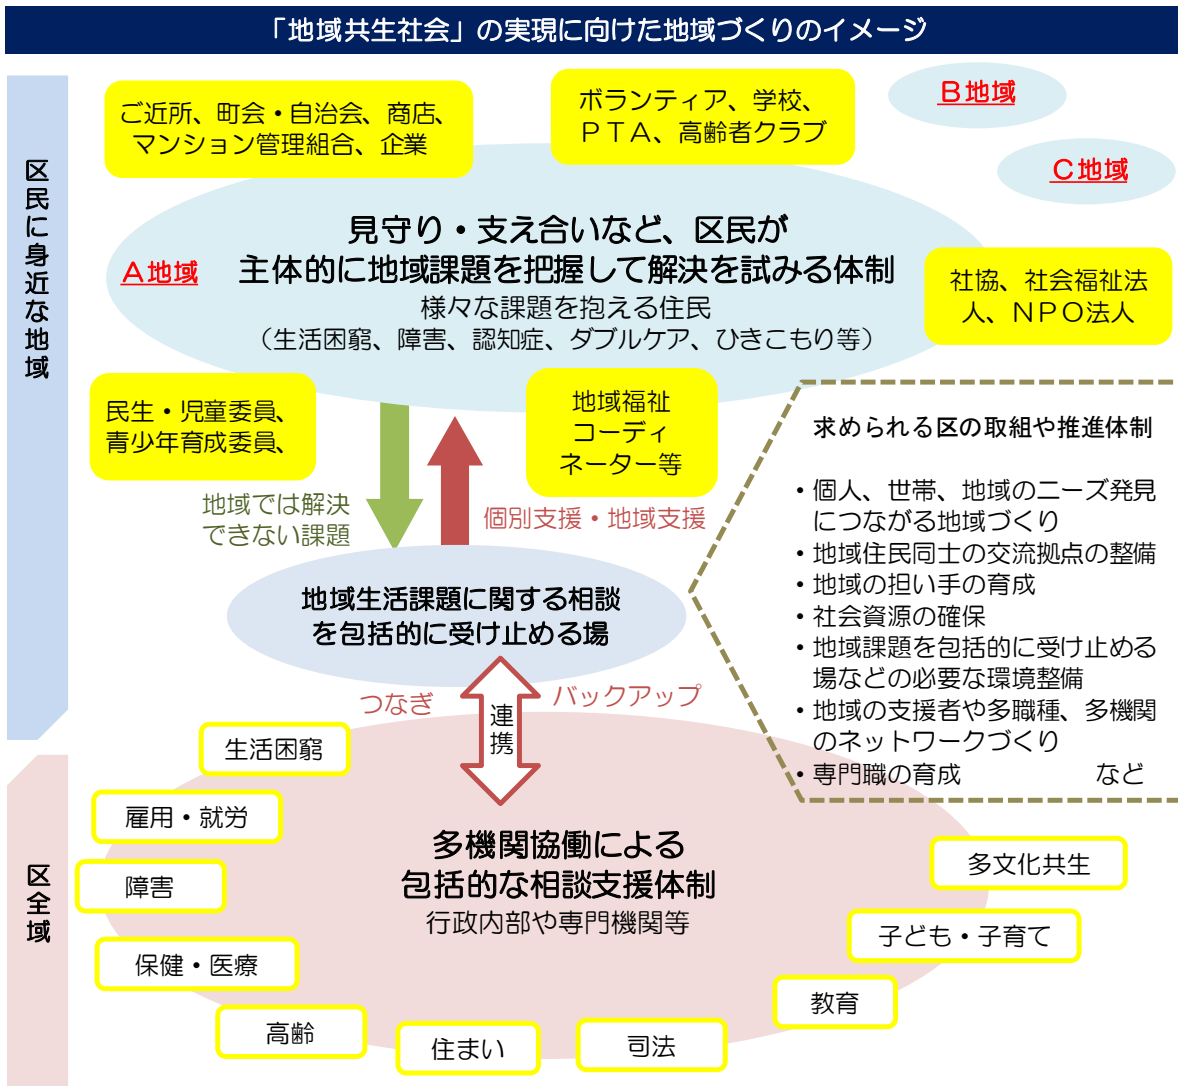 「地域共生社会」の実現に向けた地域づくりのイメージ
区民に身近な地域
ご近所、町会・自治会、商店、
マンション管理組合、企業
ボランティア、学校、
ＰＴＡ、高齢者クラブ
Ｂ地域
Ｃ地域
Ａ地域
見守り・支え合いなど、区民が
主体的に地域課題を把握して解決を試みる体制
様々な課題を抱える住民
（生活困窮、障害、認知症、ダブルケア、ひきこもり等）
社協、社会福祉法
人、ＮＰＯ法人
民生・児童委員、
青少年育成委員、
地域福祉
コーディ
ネーター等
地域では解決
できない課題
個別支援・地域支援
地域生活課題に関する相談
を包括的に受け止める場
つなぎ
連携
バックアップ
求められる区の取組や推進体制
・個人、世帯、地域のニーズ発見
につながる地域づくり
・地域住民同士の交流拠点の整備
・地域の担い手の育成
・社会資源の確保
・地域課題を包括的に受け止める
場などの必要な環境整備
・地域の支援者や多職種、多機関
のネットワークづくり
・専門職の育成　　　　　など
区全域
多機関協働による
包括的な相談支援体制
行政内部や専門機関等
生活困窮
雇用・就労
障害
保健・医療
高齢
住まい
司法
教育
子ども・子育て
多文化共生